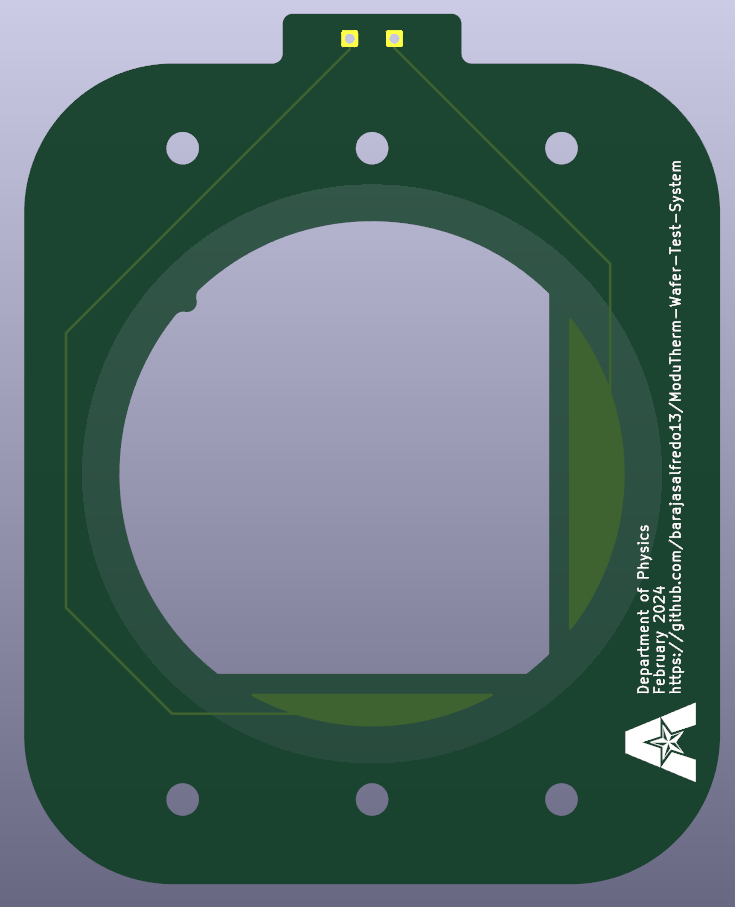 Department of Physics
February 2024
https://github.com/barajasalfredo13/ModuTherm-Wafer-Test-System